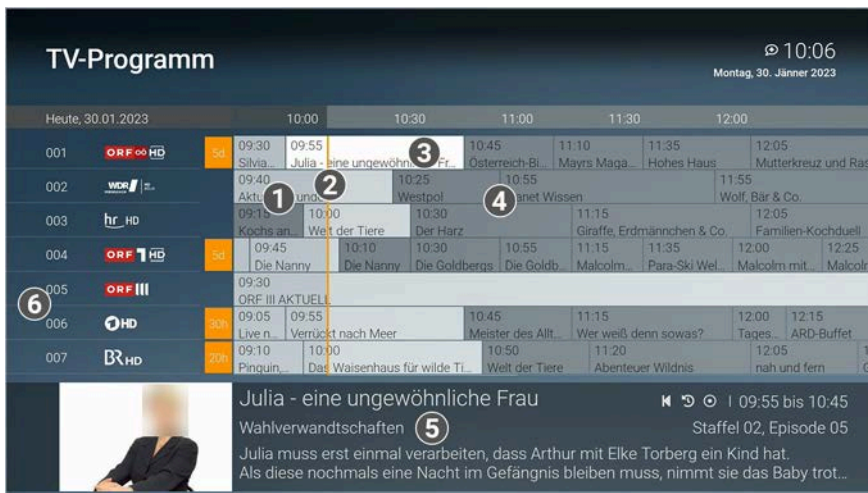 TV-Programm
10:06
Montag, 30. Jänner 2023
Heute, 30.01.2023 10:00 10:30 11:00 11:30 12:00
001 ORF OÖ HD 5d 09:30 09:55 10:45 11:10 11:35 12:05
Silvia... Julia - eine ungewöhn 3 Fr... Österreich-Bi... Mayrs Maga... Hohes Haus Mutterkreuz und Ras
002 WDR 09:40 2 10:25 10:55 11:55
1 Westpol 4 anet Wissen Wolf, Bär & Co.
003 hr HD 09:15 10:00 10:30 11:15 12:05
Kochs an... Welt der Tiere Der Harz Giraffe, Erdmännchen & Co. Familien-Kochduell
004 ORF 1 HD 5d 09:45 10:10 10:30 10:55 11:15 11:35 12:00 12:25
Die Nanny Die Nanny Die Goldbergs Die Goldb... Malcolm... Para-Ski Wel... Malcolm mit... Malcolm
005 ORF III 09:30
ORF III AKTUELL
6
006 HD 30h 09:05 09:55 10:45 11:15 12:00 12:15
Live n... Verrückt nach Meer Meister des Allt... Wer weiß denn sowas? Tages... ARD-Buffet
007 BR HD 20h 09:10 10:00 10:50 11:20 12:05
Pinguin,... Das Waisenhaus für wilde Ti... Welt der Tiere Abenteuer Wildnis nah und fern
Julia - eine ungewöhnliche Frau | 09:55 bis 10:45
Wahlverwandtschaften 5 Staffel 02, Episode 05
Julia muss erst einmal verarbeiten, dass Arthur mit Elke Torberg ein Kind hat.
Als diese nochmals eine Nacht im Gefängnis bleiben muss, nimmt sie das Baby trot...